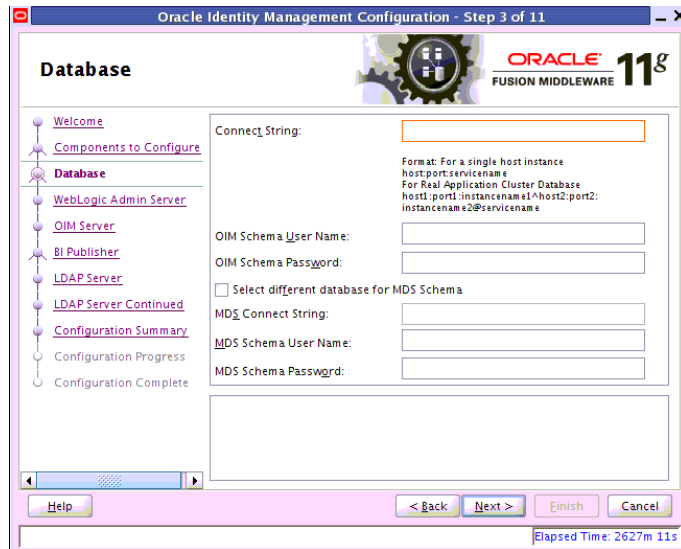 Oracle Identity Management Configuration - Step 3 of 11
Database
ORACLE
FUSION MIDDLEWARE 11g
Welcome
Components to Configure
Database
WebLogic Admin Server
OIM Server
BI Publisher
LDAP Server
LDAP Server Continued
Configuration Summary
Configuration Progress
Configuration Complete
Connect String:
Format: For a single host instance
host:port:servicename
For Real Application Cluster Database
host1:port1:instancename1^host2:port2:
instancename2@servicename
OIM Schema User Name:
OIM Schema Password:
Select different database for MDS Schema
MDS Connect String:
MDS Schema User Name:
MDS Schema Password:
Help
< Back
Next >
Finish
Cancel
Elapsed Time: 2627m 11s